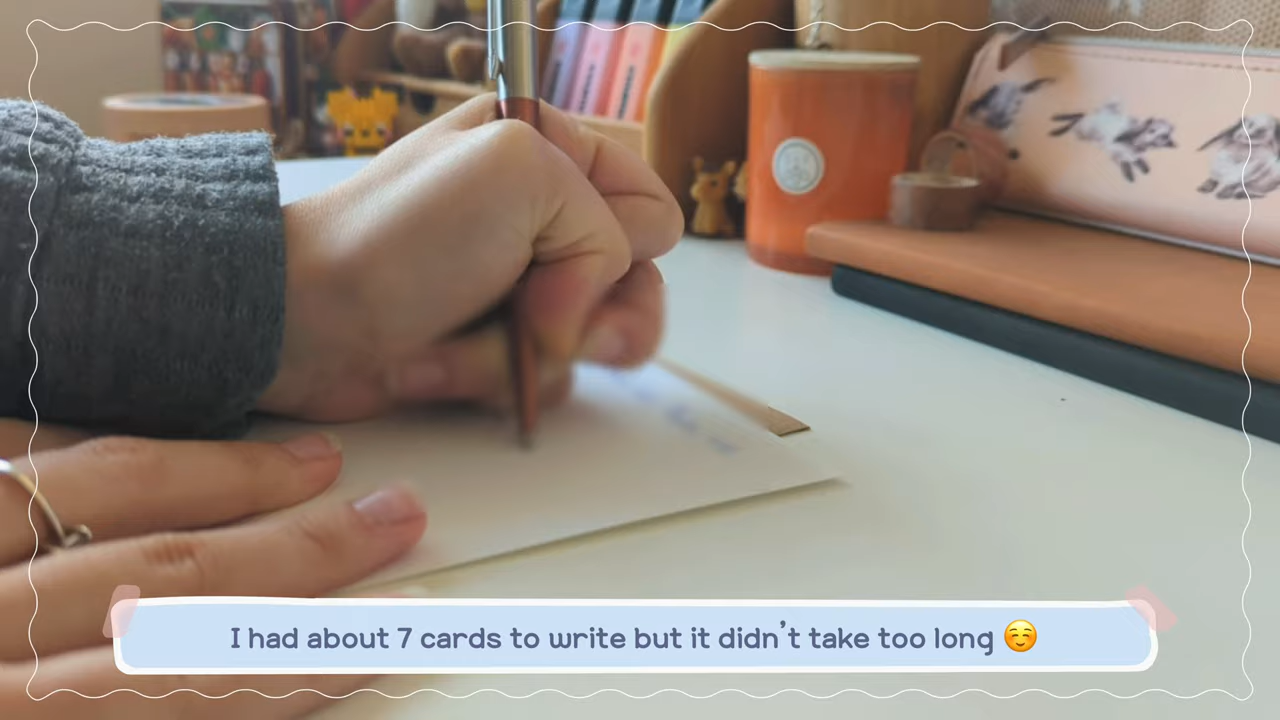 I had about 7 cards to write but it didn't take too long ☺️